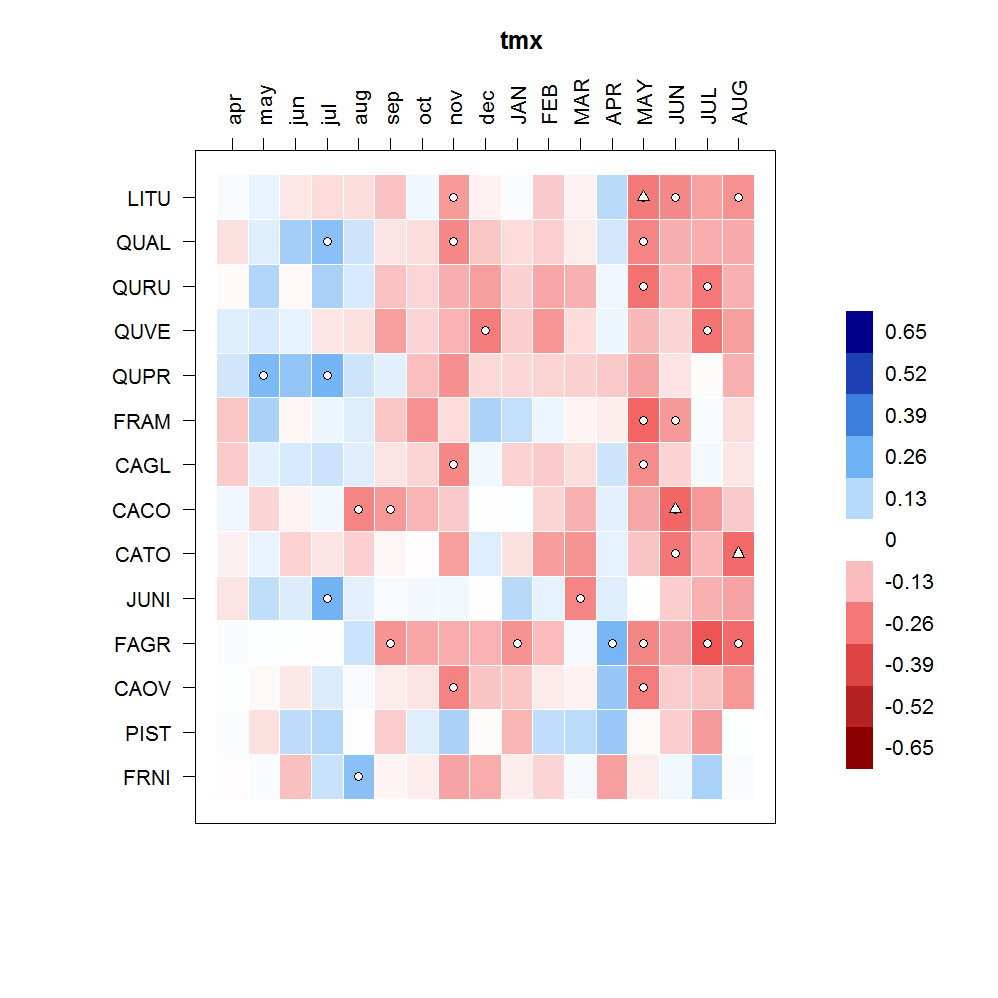 tmx
apr may jun jul aug sep oct nov dec JAN FEB MAR APR MAY JUN JUL AUG
LITU
QUAL
QURU
QUVE
QUPR
FRAM
CAGL
CACO
CATO
JUNI
FAGR
CAOV
PIST
FRNI
0.65
0.52
0.39
0.26
0.13
0
-0.13
-0.26
-0.39
-0.52
-0.65